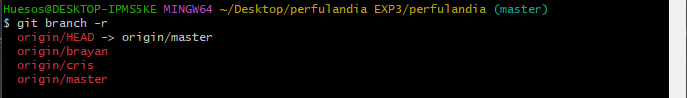 Huesos@DESKTOP-IPMS5KE MINGW64 ~/Desktop/perfulandia EXP3/perfulandia (master)
$ git branch -r
  origin/HEAD -> origin/master
  origin/brayan
  origin/cris
  origin/master